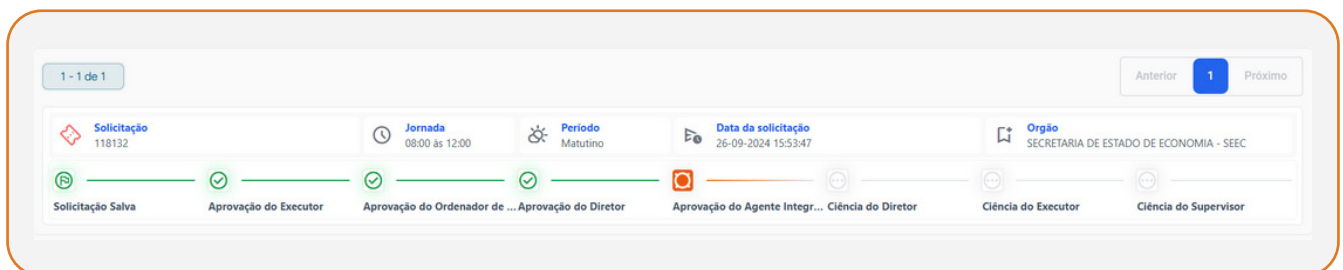 1 - 1 de 1
Anterior 1 Próximo
Solicitação
118132
Jornada
08:00 às 12:00
Período
Matutino
Data da solicitação
26-09-2024 15:53:47
Orgão
SECRETARIA DE ESTADO DE ECONOMIA - SEEC
Solicitação Salva
Aprovação do Executor
Aprovação do Ordenador de ...
Aprovação do Diretor
Aprovação do Agente Integr...
Ciência do Diretor
Ciência do Executor
Ciência do Supervisor